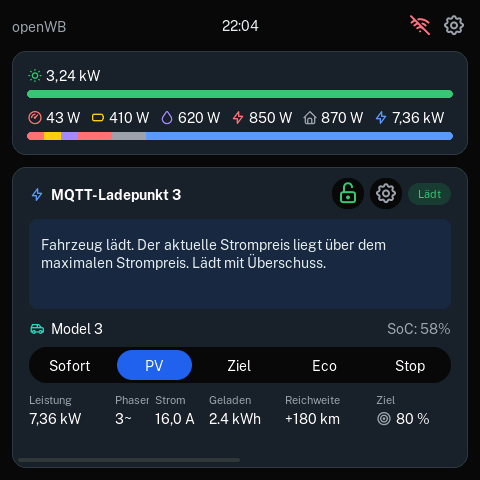 openWB
22:04
3,24 kW
43 W 410 W 620 W 850 W 870 W 7,36 kW
MQTT-Ladepunkt 3
Lädt
Fahrzeug lädt. Der aktuelle Strompreis liegt über dem
maximalen Strompreis. Lädt mit Überschuss.
Model 3
SoC: 58%
Sofort PV Ziel Eco Stop
Leistung Phasen Strom Geladen Reichweite Ziel
7,36 kW 3~ 16,0 A 2.4 kWh +180 km 80 %